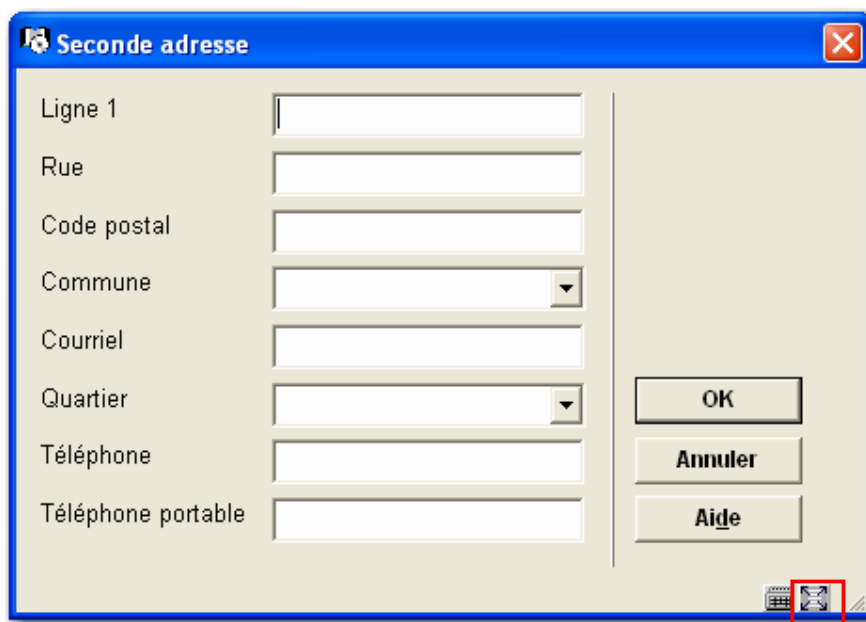 Seconde adresse
Ligne 1
Rue
Code postal
Commune
Courriel
Quartier
OK
Téléphone
Annuler
Téléphone portable
Aide